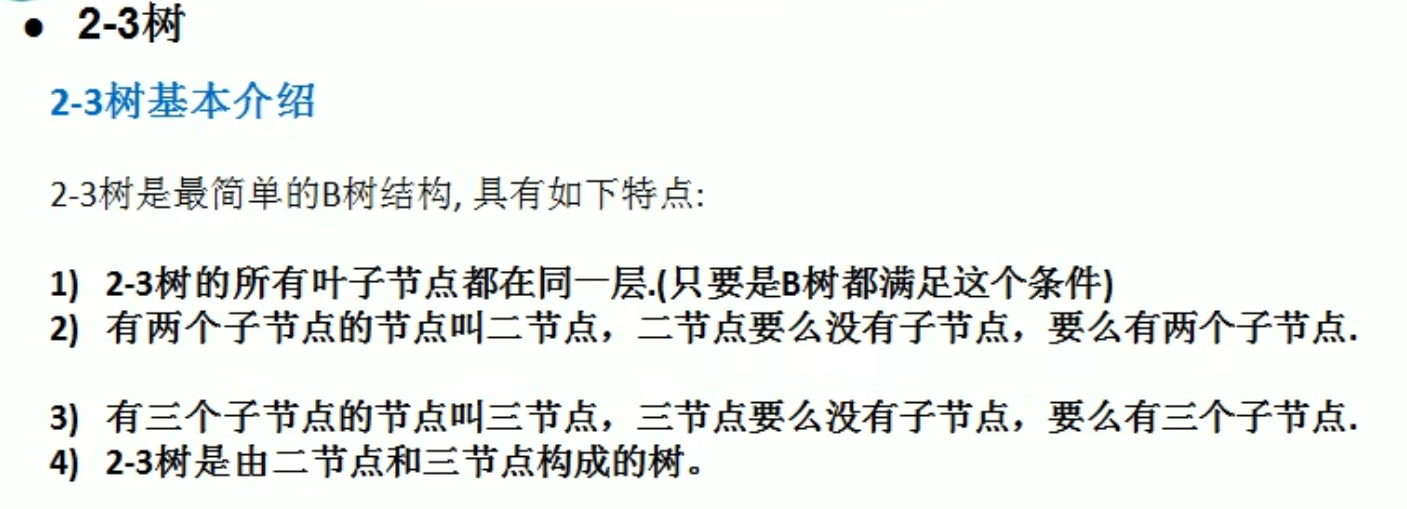 ● 2-3树
2-3树基本介绍
2-3树是最简单的B树结构, 具有如下特点:
1) 2-3树的所有叶子节点都在同一层.(只要是B树都满足这个条件)
2) 有两个子节点的节点叫二节点，二节点要么没有子节点，要么有两个子节点.
3) 有三个子节点的节点叫三节点，三节点要么没有子节点，要么有三个子节点.
4) 2-3树是由二节点和三节点构成的树。